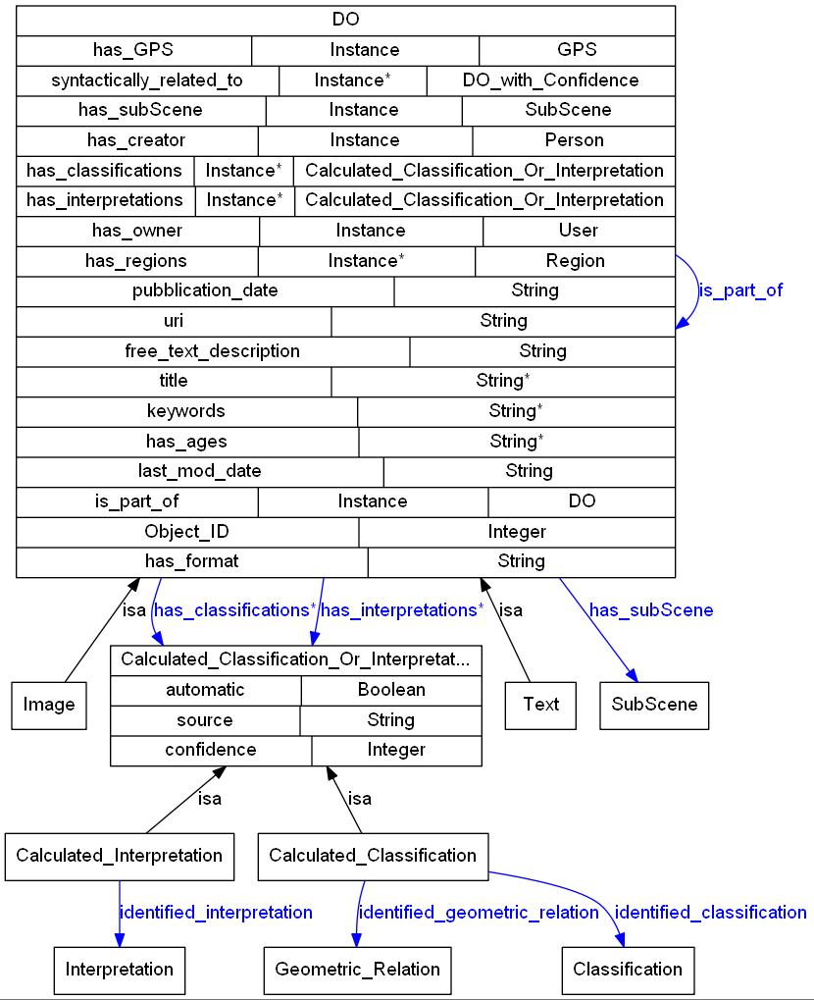 DO
has_GPS Instance GPS
syntactically_related_to Instance* DO_with_Confidence
has_subScene Instance SubScene
has_creator Instance Person
has_classifications Instance* Calculated_Classification_Or_Interpretation
has_interpretations Instance* Calculated_Classification_Or_Interpretation
has_owner Instance User
has_regions Instance* Region
pubblication_date String
is_part_of
uri String
free_text_description String
title String*
keywords String*
has_ages String*
last_mod_date String
is_part_of Instance DO
Object_ID Integer
has_format String
isa has_classifications* has_interpretations* isa has_subScene
Calculated_Classification_Or_Interpretat...
automatic Boolean
source String
confidence Integer
Image
Text
SubScene
isa isa
Calculated_Interpretation Calculated_Classification
identified_interpretation identified_geometric_relation identified_classification
Interpretation Geometric_Relation Classification